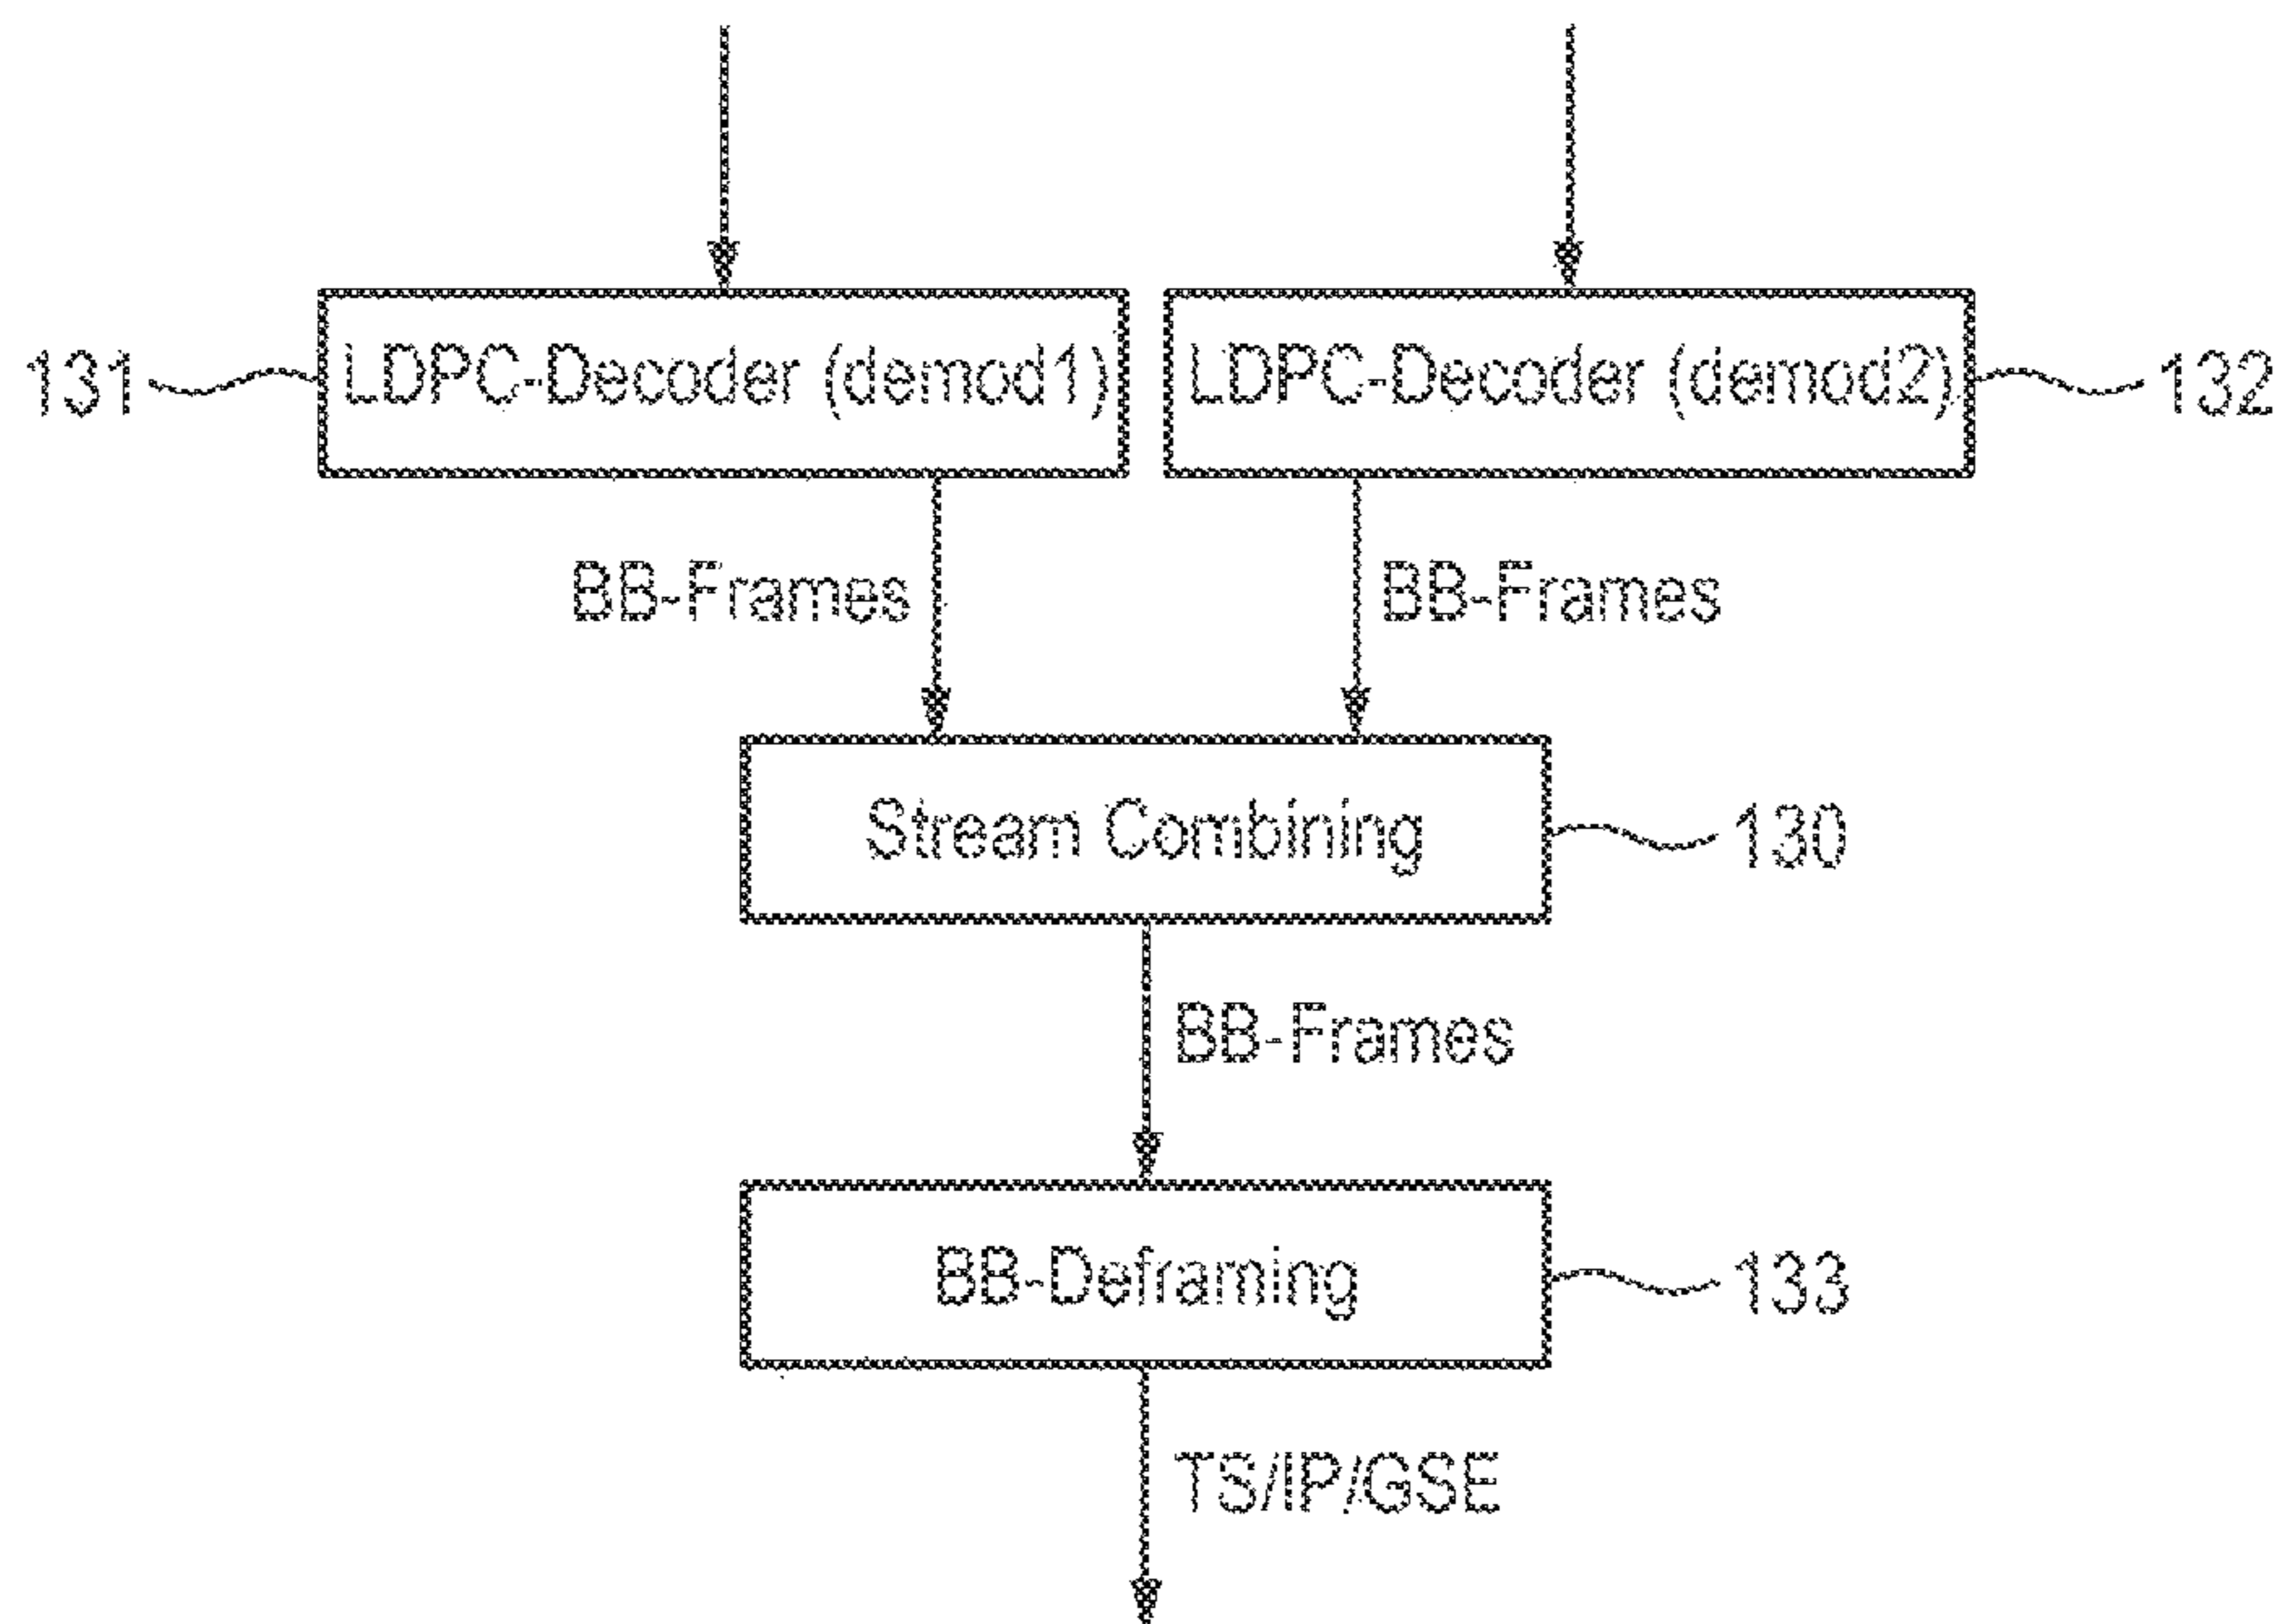 131 LDPC-Decoder (demod1) LDPC-Decoder (demod2) 132
BB-Frames BB-Frames
Stream Combining 130
BB-Frames
BB-Deframing 133
TS/IP/GSE